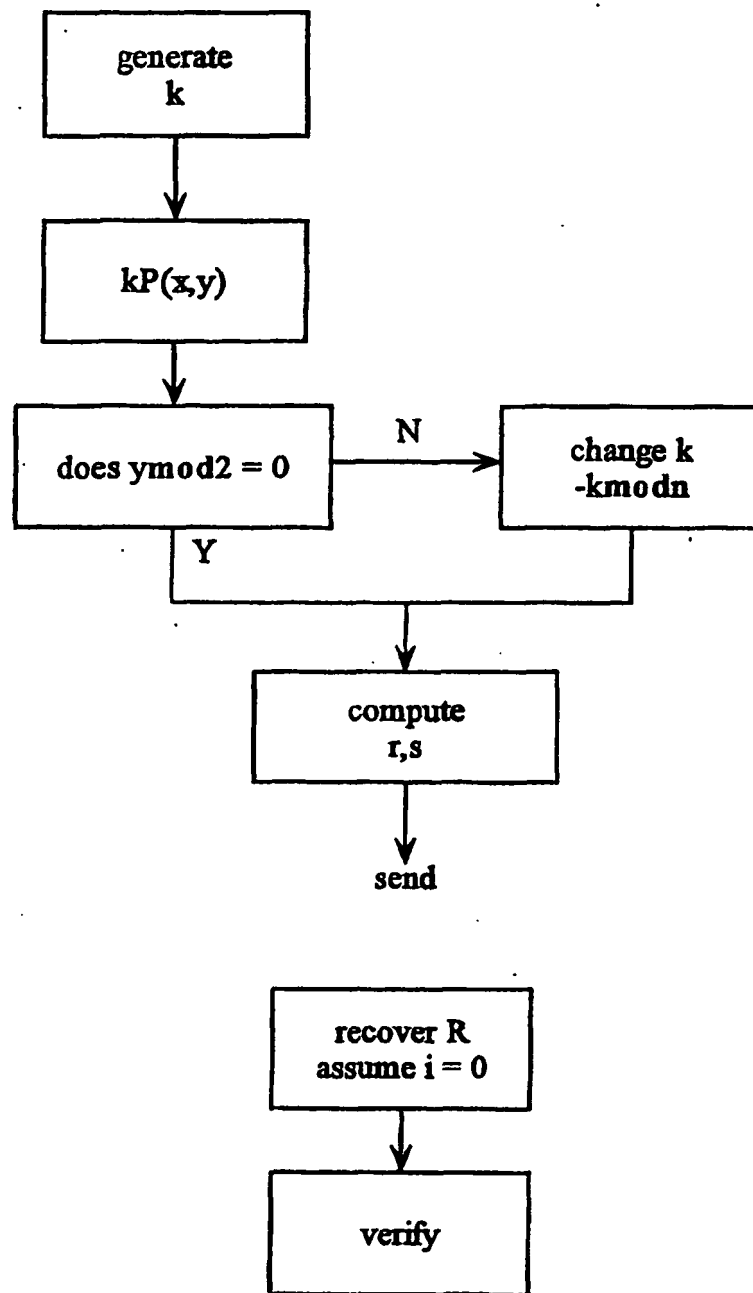 generate
k
kP(x,y)
does ymod2 = 0
N
change k
-kmodn
Y
compute
r,s
send
recover R
assume i = 0
verify